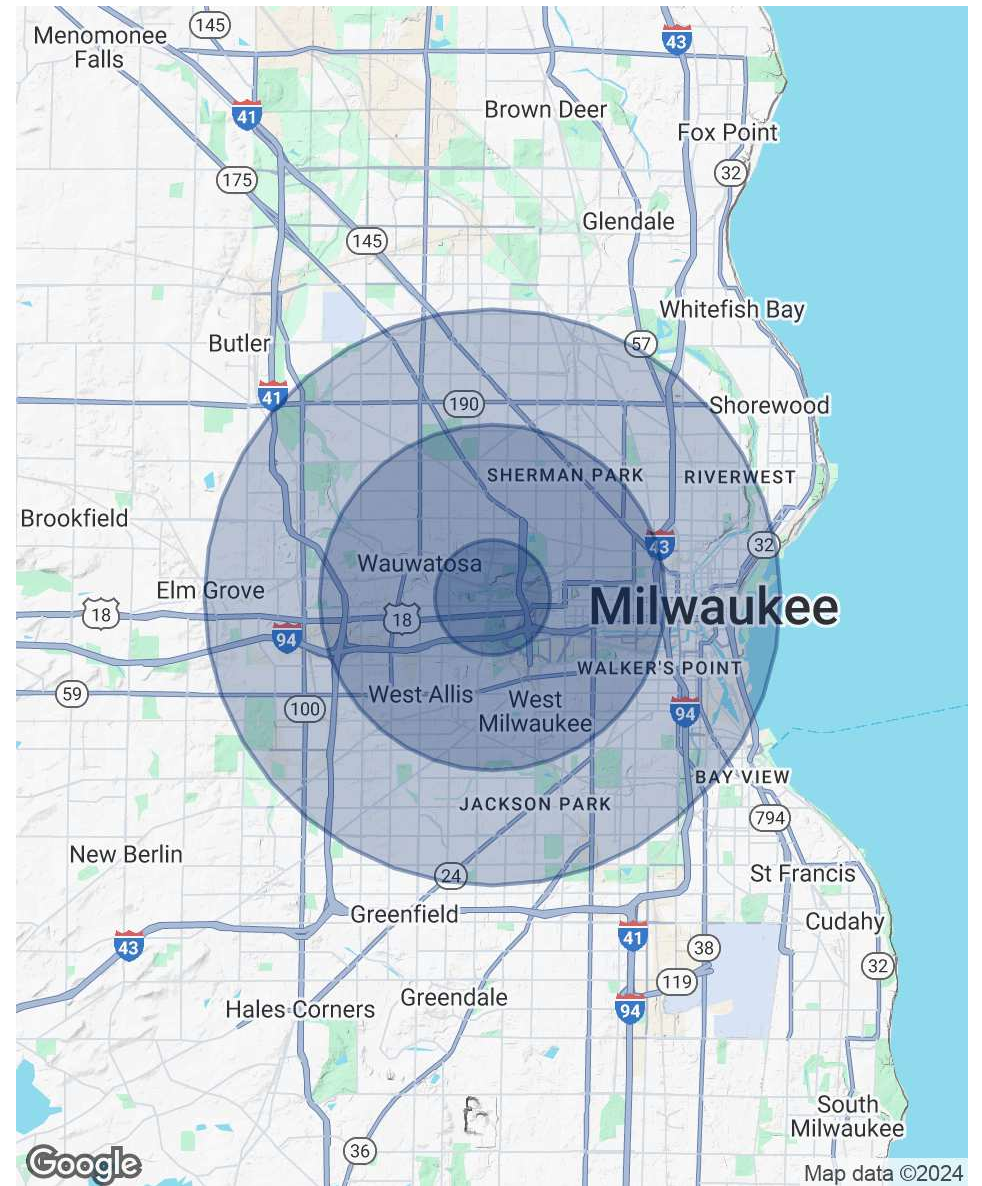 145
43
Menomonee
Falls
41
Brown Deer
Fox Point
32
175
Glendale
145
Whitefish Bay
Butler
57
41
190
Shorewood
SHERMAN PARK
RIVERWEST
Brookfield
43
32
Wauwatosa
Elm Grove
18
18
Milwaukee
94
WALKER'S POINT
59
West Allis
West
Milwaukee
100
94
BAY VIEW
JACKSON PARK
794
New Berlin
24
St Francis
Greenfield
Cudahy
43
41
38
32
119
Greendale
Hales Corners
94
South
Milwaukee
36
Google
Map data ©2024